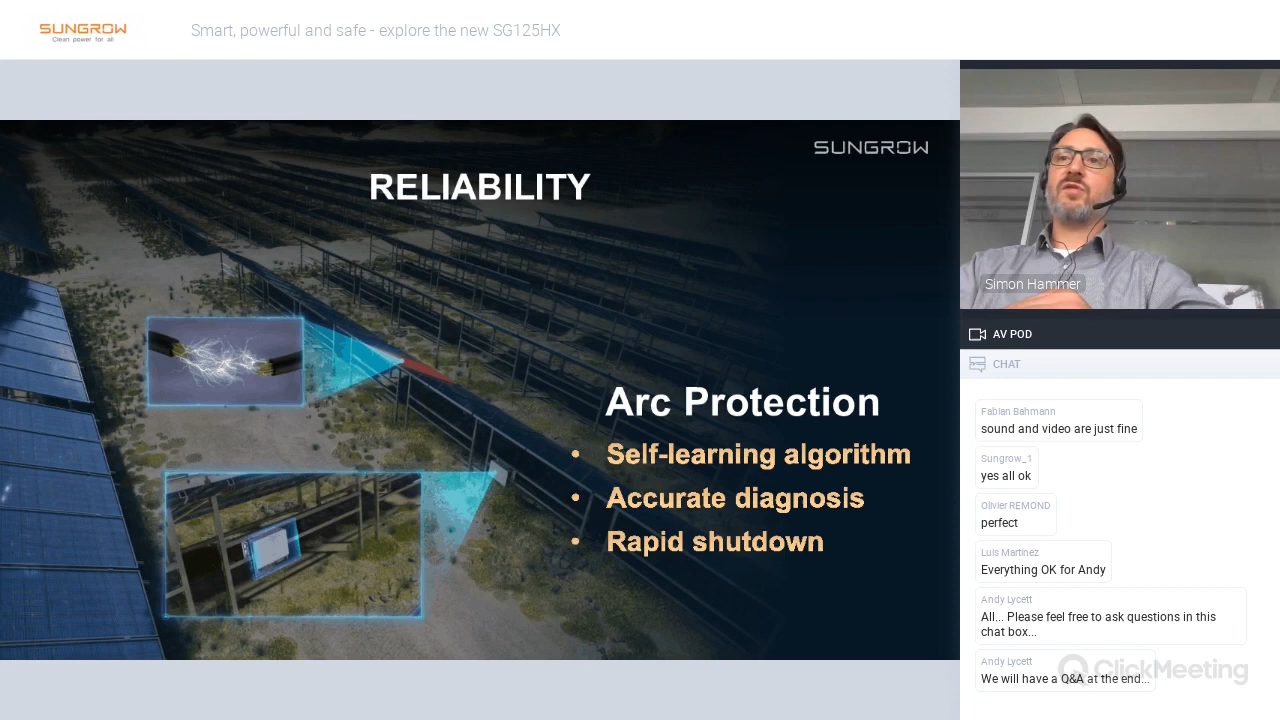 SUNGROW
Clean power for all
Smart, powerful and safe - explore the new SG125HX
SUNGROW
RELIABILITY
Arc Protection
• Self-learning algorithm
• Accurate diagnosis
• Rapid shutdown
Simon Hammer
AV POD
CHAT
Fabian Bahmann
sound and video are just fine
Sungrow_1
yes all ok
Olivier REMOND
perfect
Luis Martínez
Everything OK for Andy
Andy Lycett
All... Please feel free to ask questions in this
chat box...
Andy Lycett
We will have a Q&A at the end...
ClickMeeting